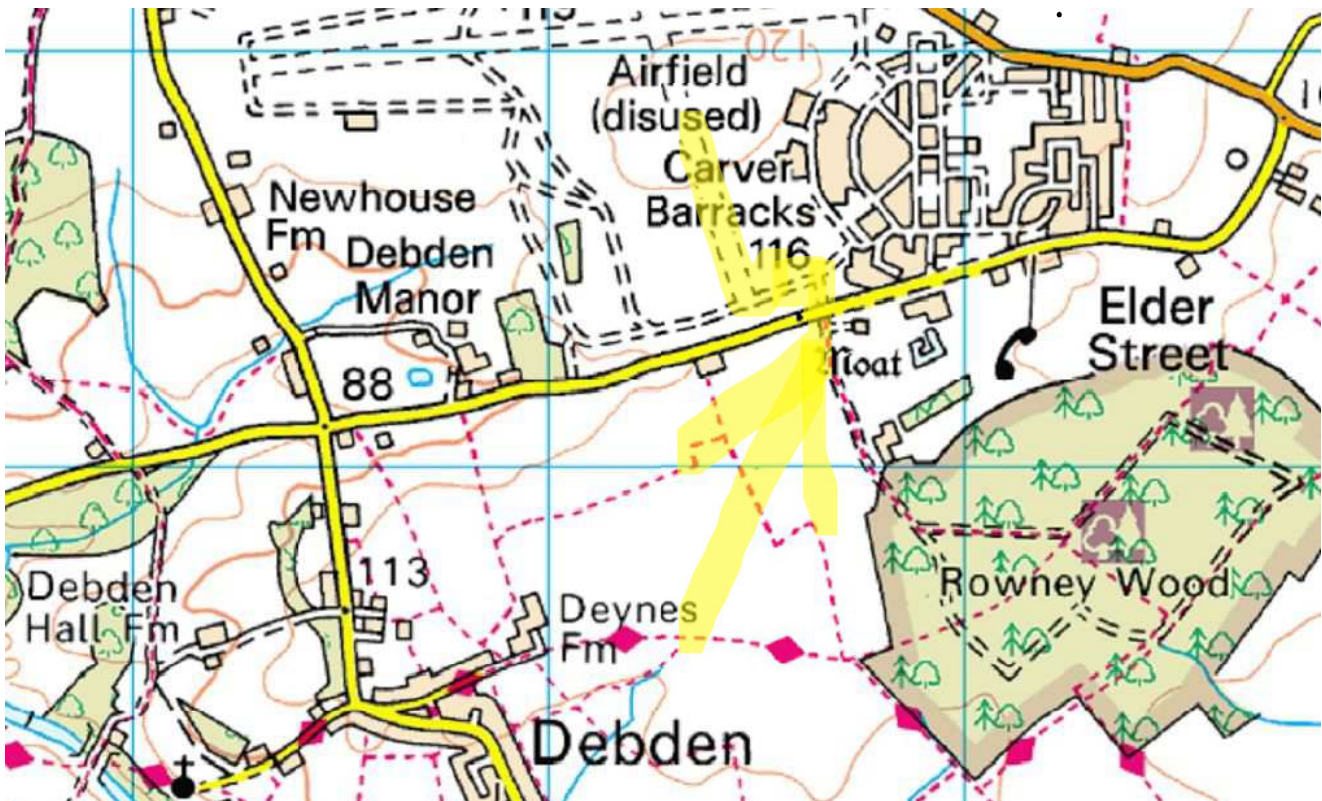 Airfield
(disused)
120
Carver
Barracks
116
Newhouse
Fm
Debden
Manor
88
Moat
Elder
Street
113
Debden
Hall Fm
Deynes
Fm
Rowney Wood
Debden